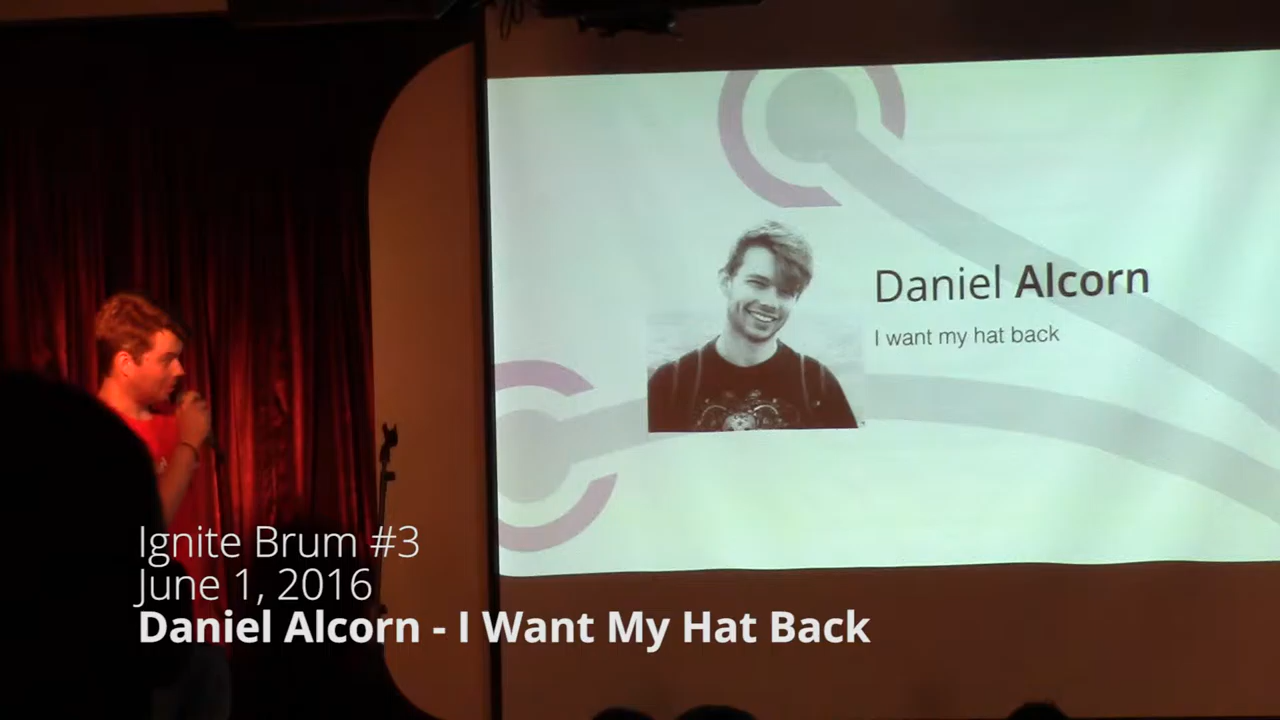 Daniel Alcorn
I want my hat back
Ignite Brum #3
June 1, 2016
Daniel Alcorn - I Want My Hat Back